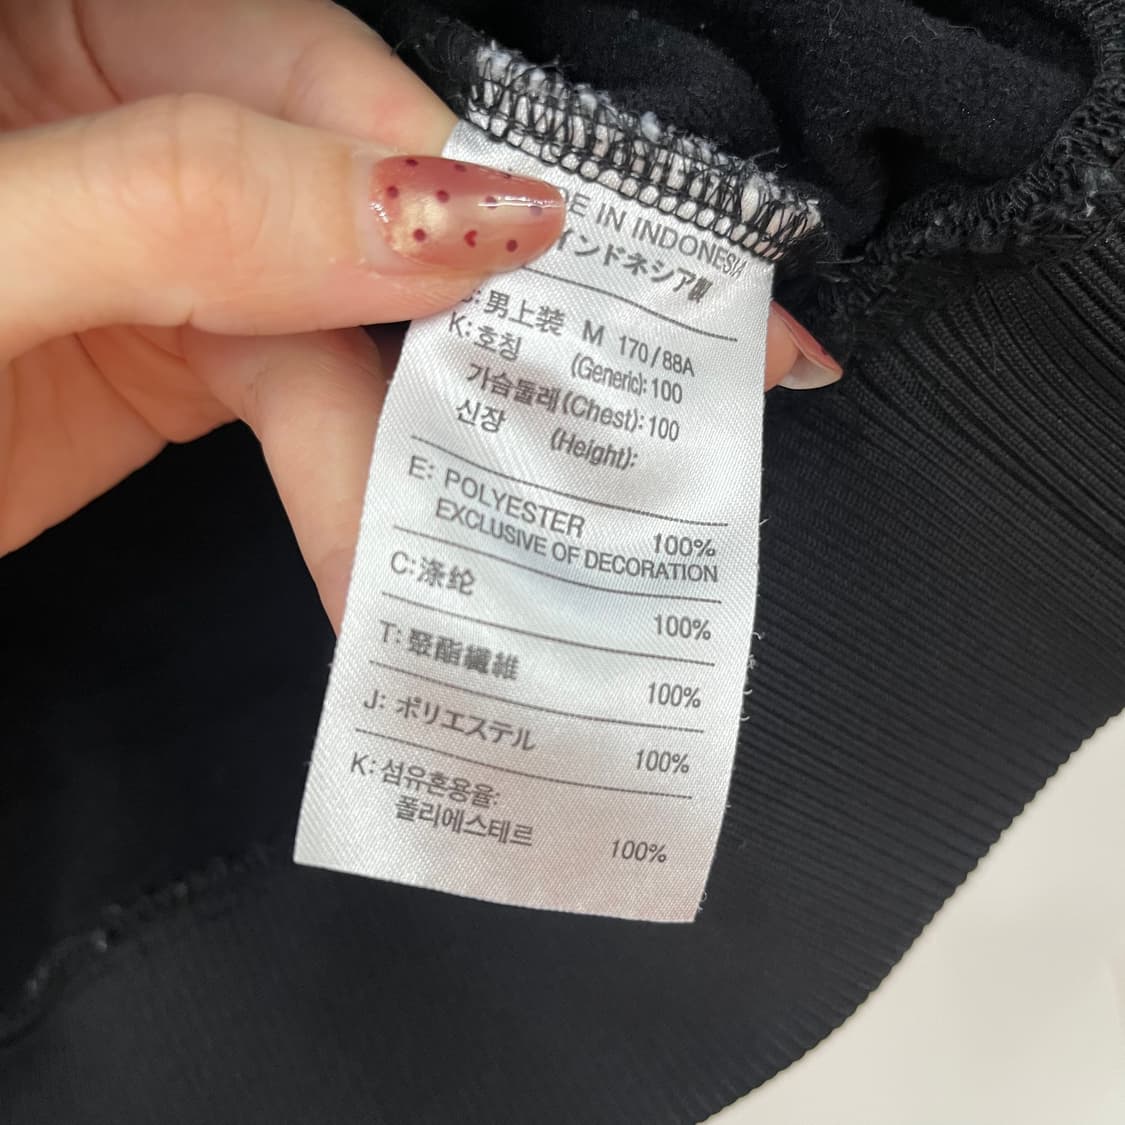 E IN INDONESIA
インドネシア製
: 男上装 M 170/88A
K: 호칭 (Generic): 100
가슴둘레 (Chest): 100
신장 (Height):
E: POLYESTER 100%
EXCLUSIVE OF DECORATION
C: 涤纶 100%
T: 聚酯纖維 100%
J: ポリエステル 100%
K: 섬유혼용율:
폴리에스테르 100%